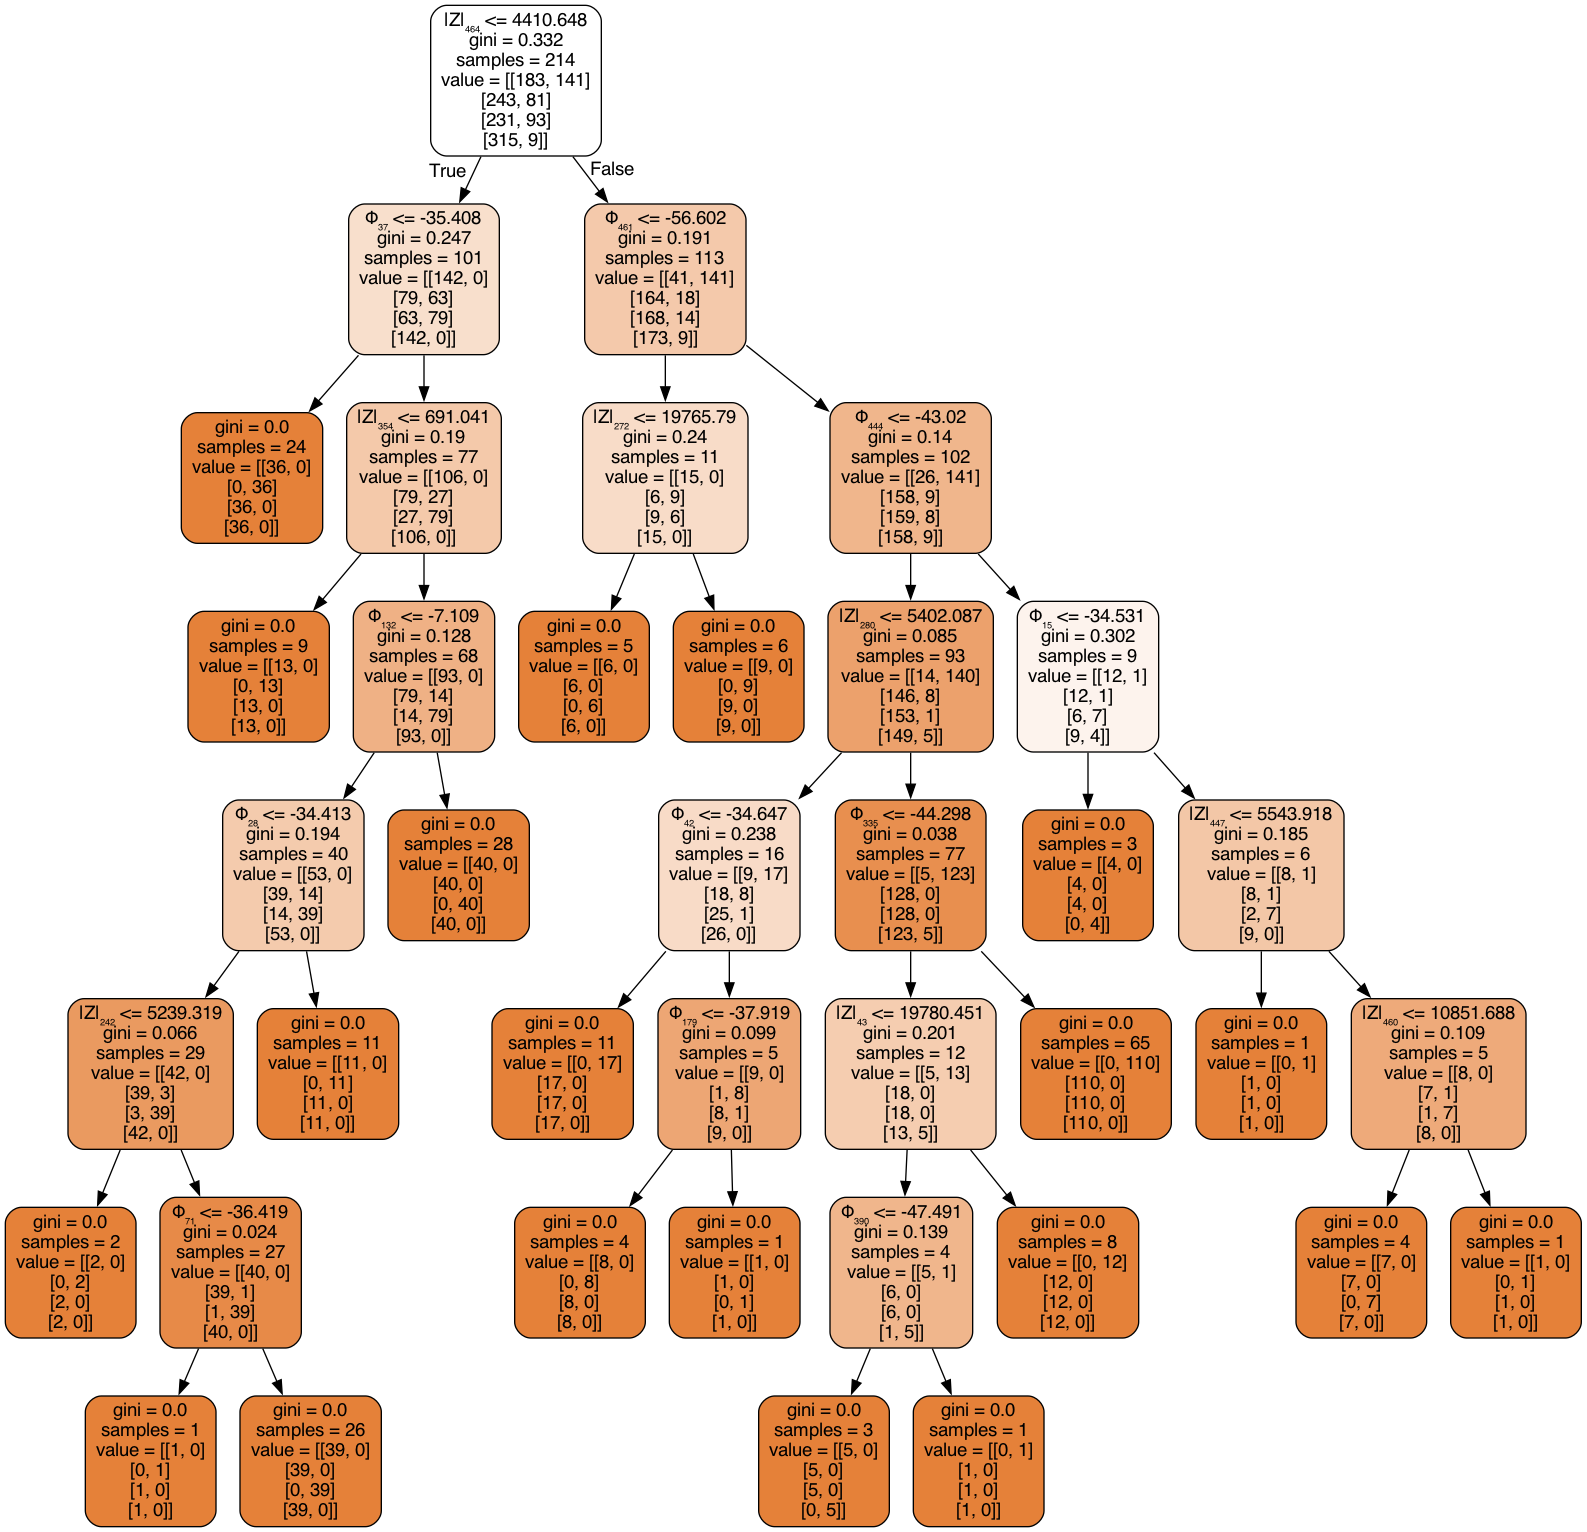 |Z|₄₆₄ <= 4410.648
gini = 0.332
samples = 214
value = [[183, 141]
[243, 81]
[231, 93]
[315, 9]]
True
False
Φ₃₇ <= -35.408
gini = 0.247
samples = 101
value = [[142, 0]
[79, 63]
[63, 79]
[142, 0]]
Φ₄₆₁ <= -56.602
gini = 0.191
samples = 113
value = [[41, 141]
[164, 18]
[168, 14]
[173, 9]]
gini = 0.0
samples = 24
value = [[36, 0]
[0, 36]
[36, 0]
[36, 0]]
|Z|₃₅₄ <= 691.041
gini = 0.19
samples = 77
value = [[106, 0]
[79, 27]
[27, 79]
[106, 0]]
|Z|₂₇₂ <= 19765.79
gini = 0.24
samples = 11
value = [[15, 0]
[6, 9]
[9, 6]
[15, 0]]
Φ₄₄₄ <= -43.02
gini = 0.14
samples = 102
value = [[26, 141]
[158, 9]
[159, 8]
[158, 9]]
gini = 0.0
samples = 9
value = [[13, 0]
[0, 13]
[13, 0]
[13, 0]]
Φ₁₃₂ <= -7.109
gini = 0.128
samples = 68
value = [[93, 0]
[79, 14]
[14, 79]
[93, 0]]
gini = 0.0
samples = 5
value = [[6, 0]
[6, 0]
[0, 6]
[6, 0]]
gini = 0.0
samples = 6
value = [[9, 0]
[0, 9]
[9, 0]
[9, 0]]
|Z|₂₈₀ <= 5402.087
gini = 0.085
samples = 93
value = [[14, 140]
[146, 8]
[153, 1]
[149, 5]]
Φ₁₅ <= -34.531
gini = 0.302
samples = 9
value = [[12, 1]
[12, 1]
[6, 7]
[9, 4]]
Φ₂₈ <= -34.413
gini = 0.194
samples = 40
value = [[53, 0]
[39, 14]
[14, 39]
[53, 0]]
gini = 0.0
samples = 28
value = [[40, 0]
[40, 0]
[0, 40]
[40, 0]]
Φ₄₂ <= -34.647
gini = 0.238
samples = 16
value = [[9, 17]
[18, 8]
[25, 1]
[26, 0]]
Φ₃₃₅ <= -44.298
gini = 0.038
samples = 77
value = [[5, 123]
[128, 0]
[128, 0]
[123, 5]]
gini = 0.0
samples = 3
value = [[4, 0]
[4, 0]
[4, 0]
[0, 4]]
|Z|₄₄₇ <= 5543.918
gini = 0.185
samples = 6
value = [[8, 1]
[8, 1]
[2, 7]
[9, 0]]
|Z|₂₄₂ <= 5239.319
gini = 0.066
samples = 29
value = [[42, 0]
[39, 3]
[3, 39]
[42, 0]]
gini = 0.0
samples = 11
value = [[11, 0]
[0, 11]
[11, 0]
[11, 0]]
gini = 0.0
samples = 11
value = [[0, 17]
[17, 0]
[17, 0]
[17, 0]]
Φ₁₇₉ <= -37.919
gini = 0.099
samples = 5
value = [[9, 0]
[1, 8]
[8, 1]
[9, 0]]
|Z|₄₃ <= 19780.451
gini = 0.201
samples = 12
value = [[5, 13]
[18, 0]
[18, 0]
[13, 5]]
gini = 0.0
samples = 65
value = [[0, 110]
[110, 0]
[110, 0]
[110, 0]]
gini = 0.0
samples = 1
value = [[0, 1]
[1, 0]
[1, 0]
[1, 0]]
|Z|₄₆₀ <= 10851.688
gini = 0.109
samples = 5
value = [[8, 0]
[7, 1]
[1, 7]
[8, 0]]
gini = 0.0
samples = 2
value = [[2, 0]
[0, 2]
[2, 0]
[2, 0]]
Φ₇₁ <= -36.419
gini = 0.024
samples = 27
value = [[40, 0]
[39, 1]
[1, 39]
[40, 0]]
gini = 0.0
samples = 4
value = [[8, 0]
[0, 8]
[8, 0]
[8, 0]]
gini = 0.0
samples = 1
value = [[1, 0]
[1, 0]
[0, 1]
[1, 0]]
Φ₃₉₀ <= -47.491
gini = 0.139
samples = 4
value = [[5, 1]
[6, 0]
[6, 0]
[1, 5]]
gini = 0.0
samples = 8
value = [[0, 12]
[12, 0]
[12, 0]
[12, 0]]
gini = 0.0
samples = 4
value = [[7, 0]
[7, 0]
[0, 7]
[7, 0]]
gini = 0.0
samples = 1
value = [[1, 0]
[0, 1]
[1, 0]
[1, 0]]
gini = 0.0
samples = 1
value = [[1, 0]
[0, 1]
[1, 0]
[1, 0]]
gini = 0.0
samples = 26
value = [[39, 0]
[39, 0]
[0, 39]
[39, 0]]
gini = 0.0
samples = 3
value = [[5, 0]
[5, 0]
[5, 0]
[0, 5]]
gini = 0.0
samples = 1
value = [[0, 1]
[1, 0]
[1, 0]
[1, 0]]